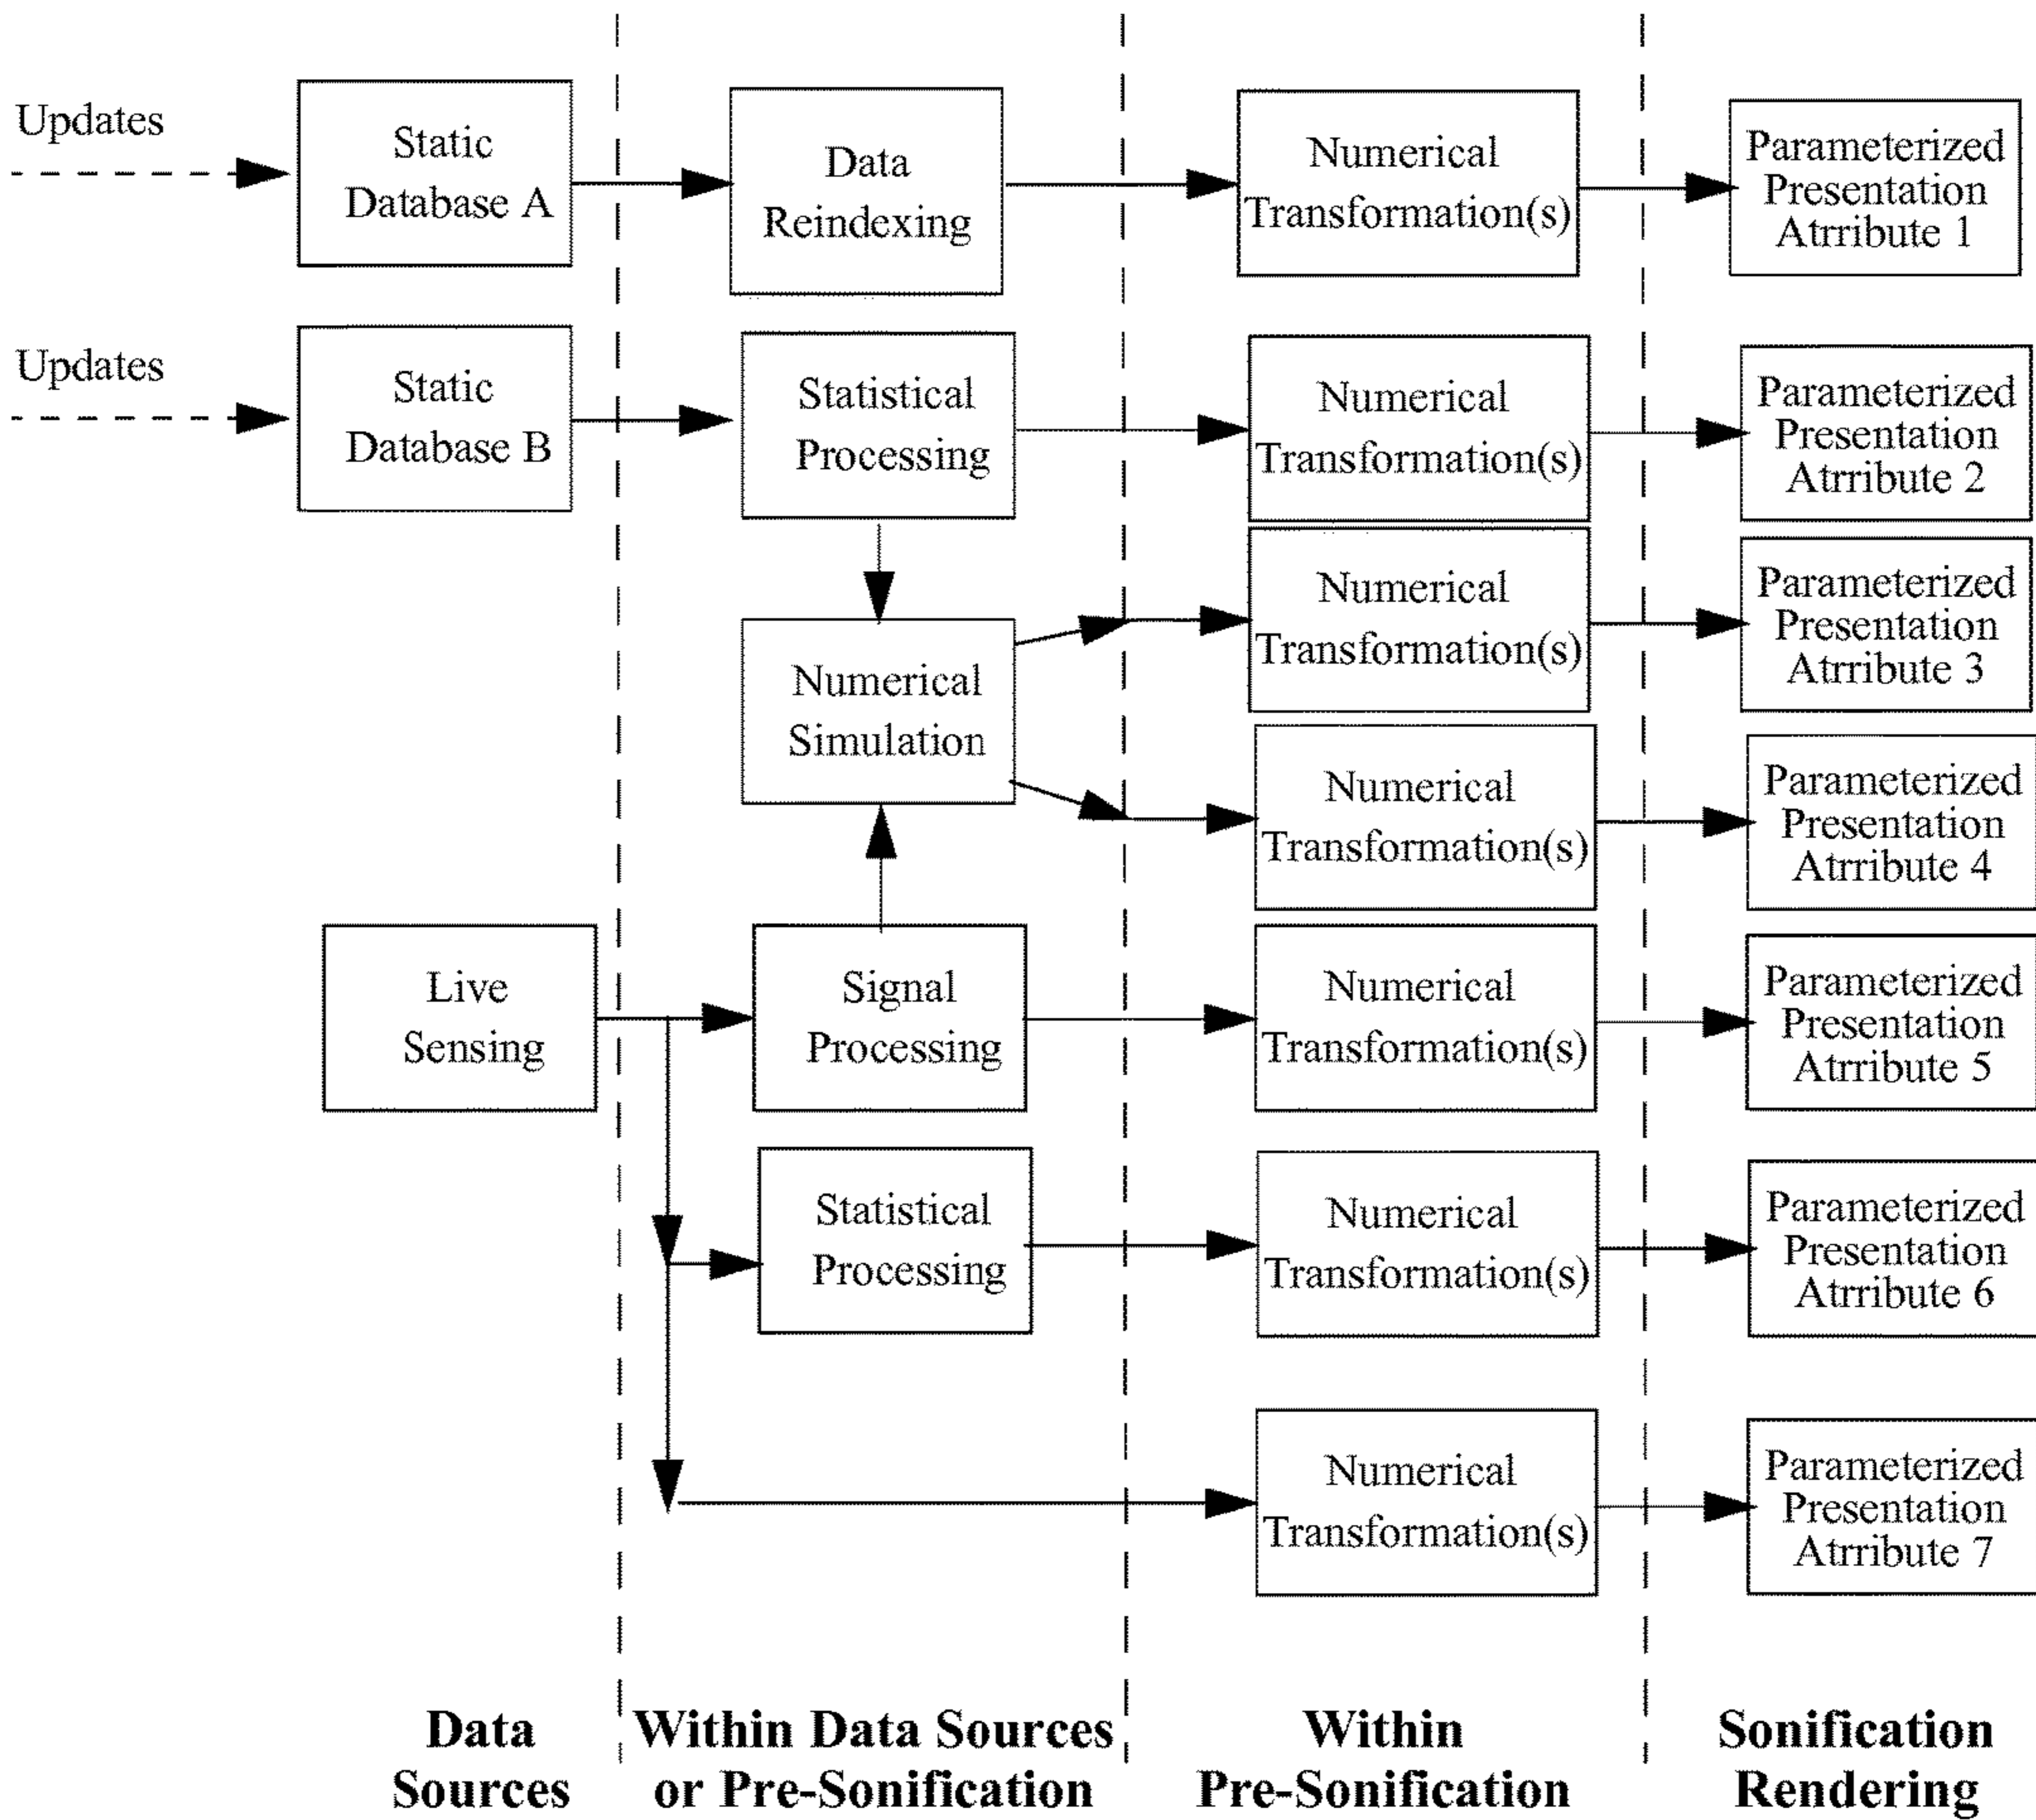 Updates
Static
Database A
Data
Reindexing
Numerical
Transformation(s)
Parameterized
Presentation
Atrribute 1
Updates
Static
Database B
Statistical
Processing
Numerical
Transformation(s)
Parameterized
Presentation
Atrribute 2
Numerical
Simulation
Numerical
Transformation(s)
Parameterized
Presentation
Atrribute 3
Numerical
Transformation(s)
Parameterized
Presentation
Atrribute 4
Live
Sensing
Signal
Processing
Numerical
Transformation(s)
Parameterized
Presentation
Atrribute 5
Statistical
Processing
Numerical
Transformation(s)
Parameterized
Presentation
Atrribute 6
Numerical
Transformation(s)
Parameterized
Presentation
Atrribute 7
Data
Sources
Within Data Sources
or Pre-Sonification
Within
Pre-Sonification
Sonification
Rendering